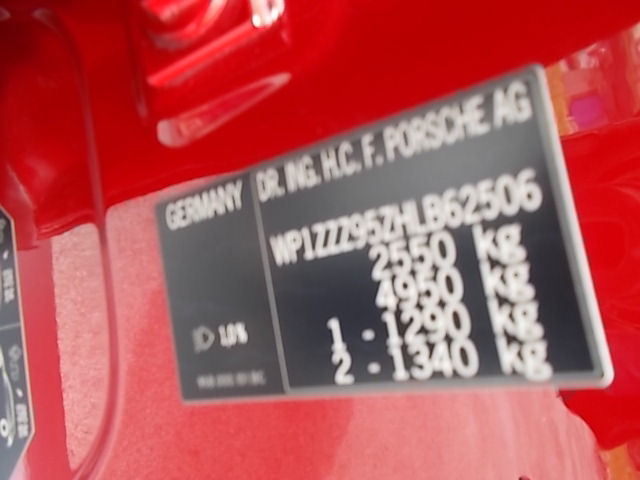 GERMANY
DR. ING. H.C. F. PORSCHE AG
WP1ZZZ95ZHLB62506
2550 kg
4950 kg
1 - 1290 kg
2 - 1340 kg
1,0%